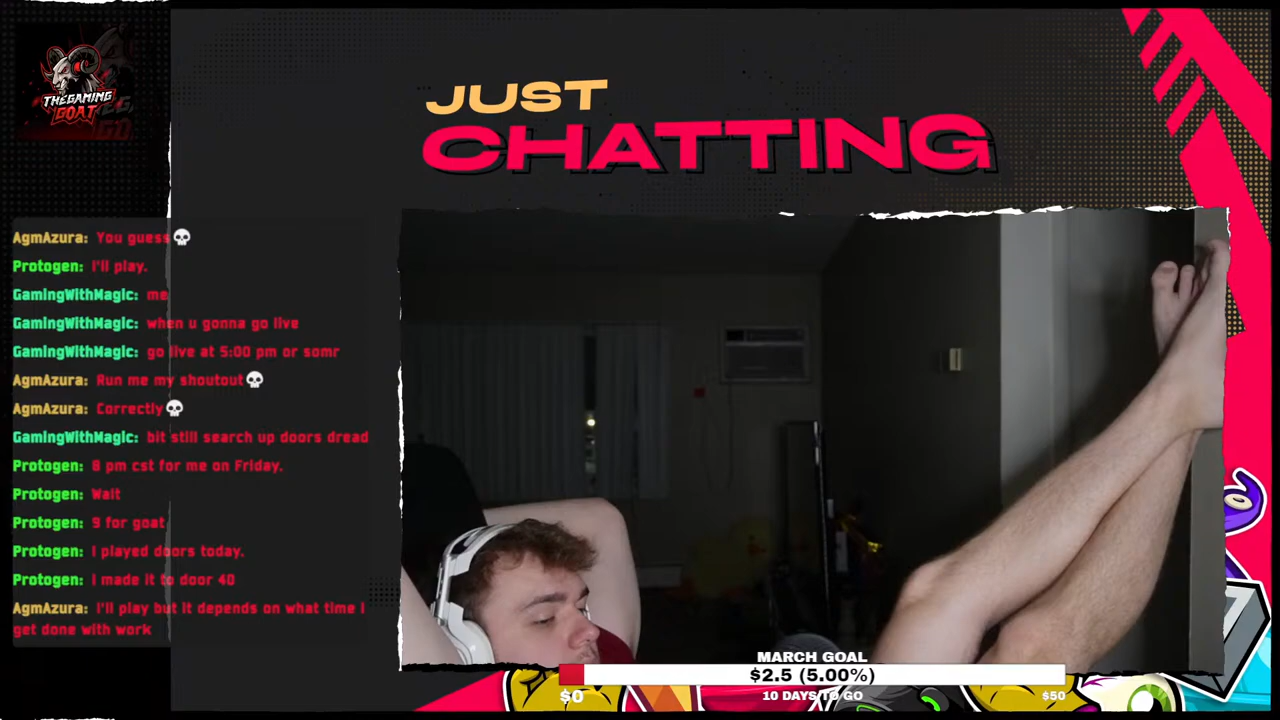 THEGAMING
GOAT
JUST
CHATTING
AgmAzura: You guess💀
Protogen: I'll play.
GamingWithMagic: me
GamingWithMagic: when u gonna go live
GamingWithMagic: go live at 5:00 pm or somr
AgmAzura: Run me my shoutout💀
AgmAzura: Correctly💀
GamingWithMagic: bit still search up doors dread
Protogen: 8 pm cst for me on Friday.
Protogen: Wait
Protogen: 9 for goat
Protogen: I played doors today.
Protogen: I made it to door 40
AgmAzura: I'll play but it depends on what time I
get done with work
MARCH GOAL
$2.5 (5.00%)
$0 10 DAYS TO GO $50